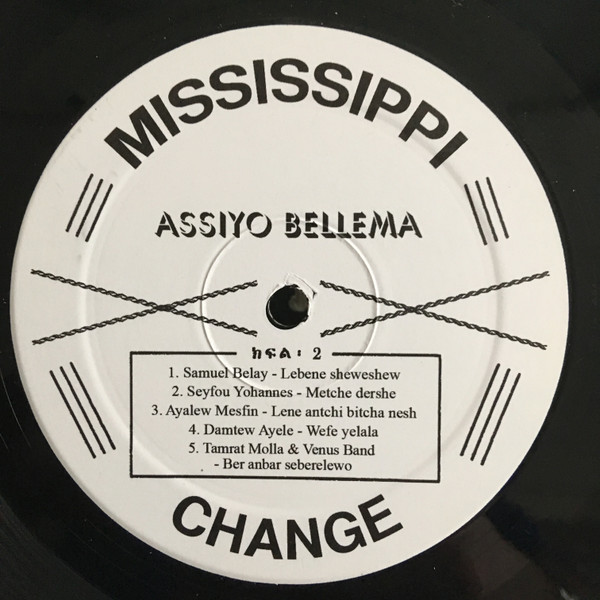 MISSISSIPPI
ASSIYO BELLEMA
ክፍል፡ 2
1. Samuel Belay - Lebene sheweshew
2. Seyfou Yohannes - Metche dershe
3. Ayalew Mesfin - Lene antchi bitcha nesh
4. Damtew Ayele - Wefe yelala
5. Tamrat Molla & Venus Band
- Ber anbar seberelewo
CHANGE